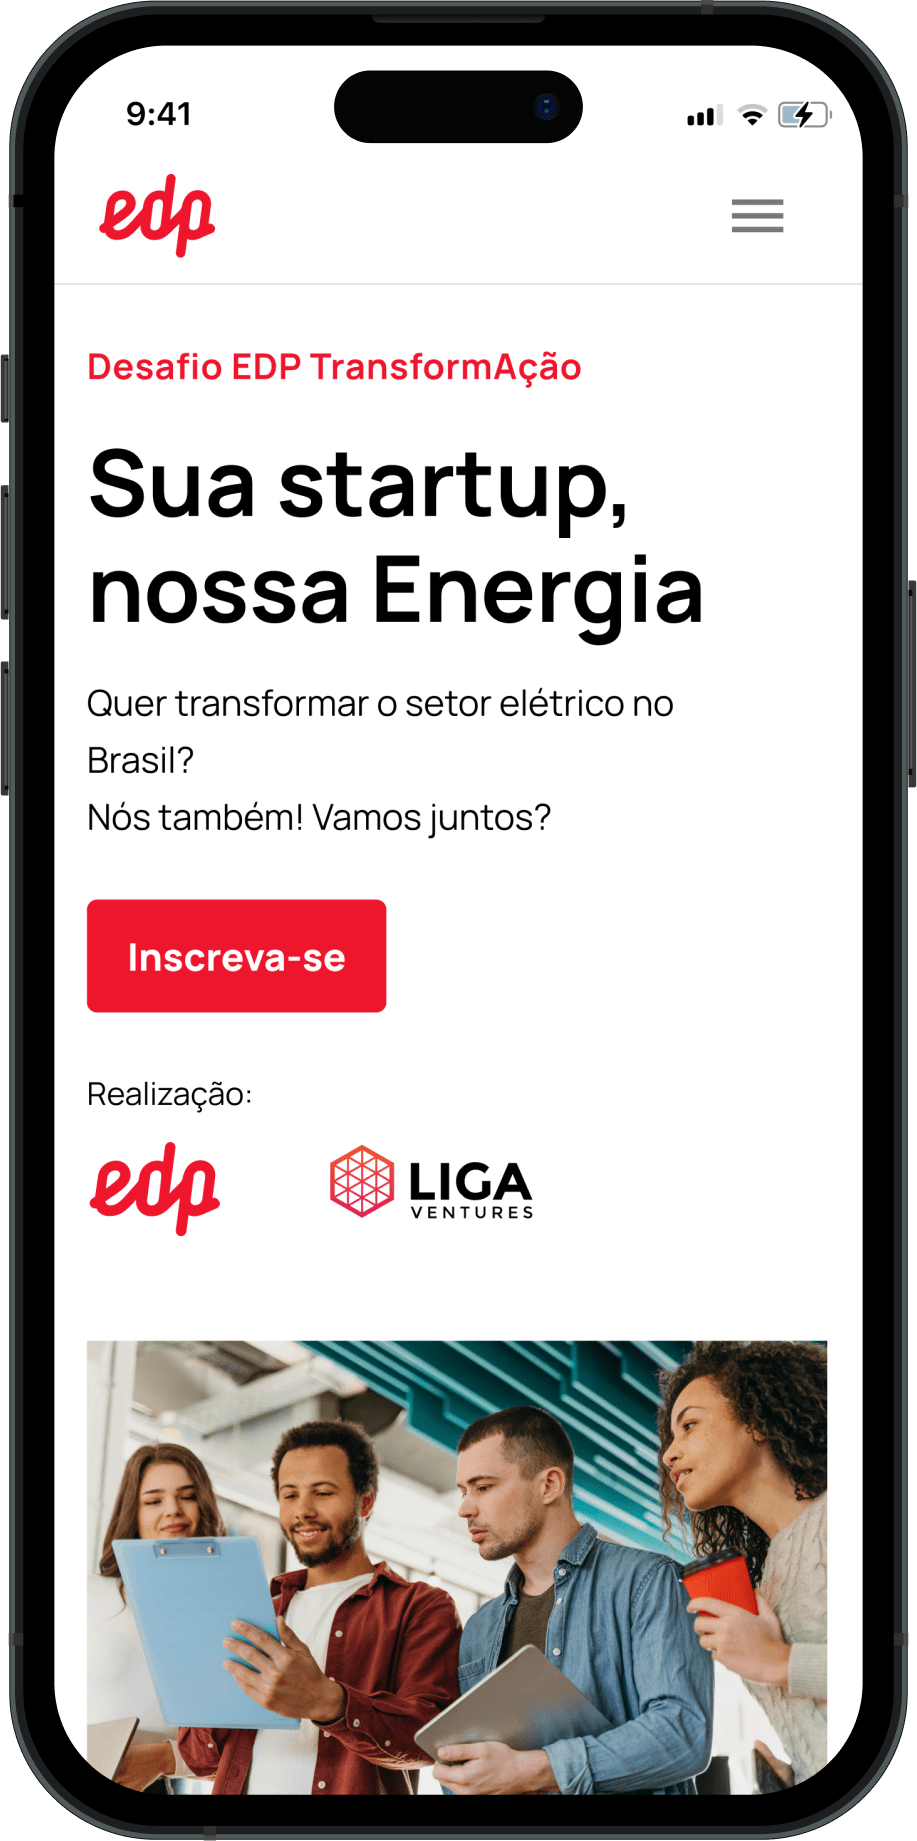 9:41
edp
Desafio EDP TransformAção
Sua startup,
nossa Energia
Quer transformar o setor elétrico no
Brasil?
Nós também! Vamos juntos?
Inscreva-se
Realização:
edp
LIGA
VENTURES